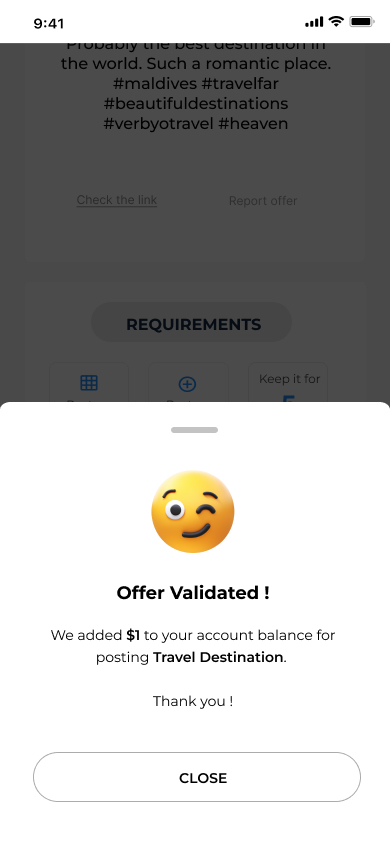 9:41
Probably the best destination in
the world. Such a romantic place.
#maldives #travelfar
#beautifuldestinations
#verbyotravel #heaven
Check the link
Report offer
REQUIREMENTS
Keep it for
Offer Validated !
We added $1 to your account balance for
posting Travel Destination.
Thank you !
CLOSE